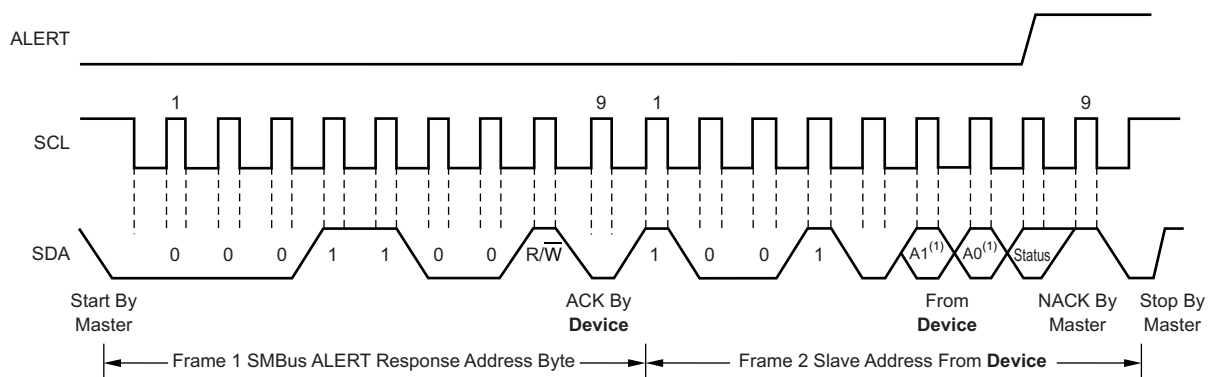 ALERT
1 9 1 9
SCL
SDA
0 0 0 1 1 0 0 R/W 1 0 0 1 A1(1) A0(1) Status
Start By
Master
ACK By
Device
From
Device
NACK By
Master
Stop By
Master
Frame 1 SMBus ALERT Response Address Byte
Frame 2 Slave Address From Device